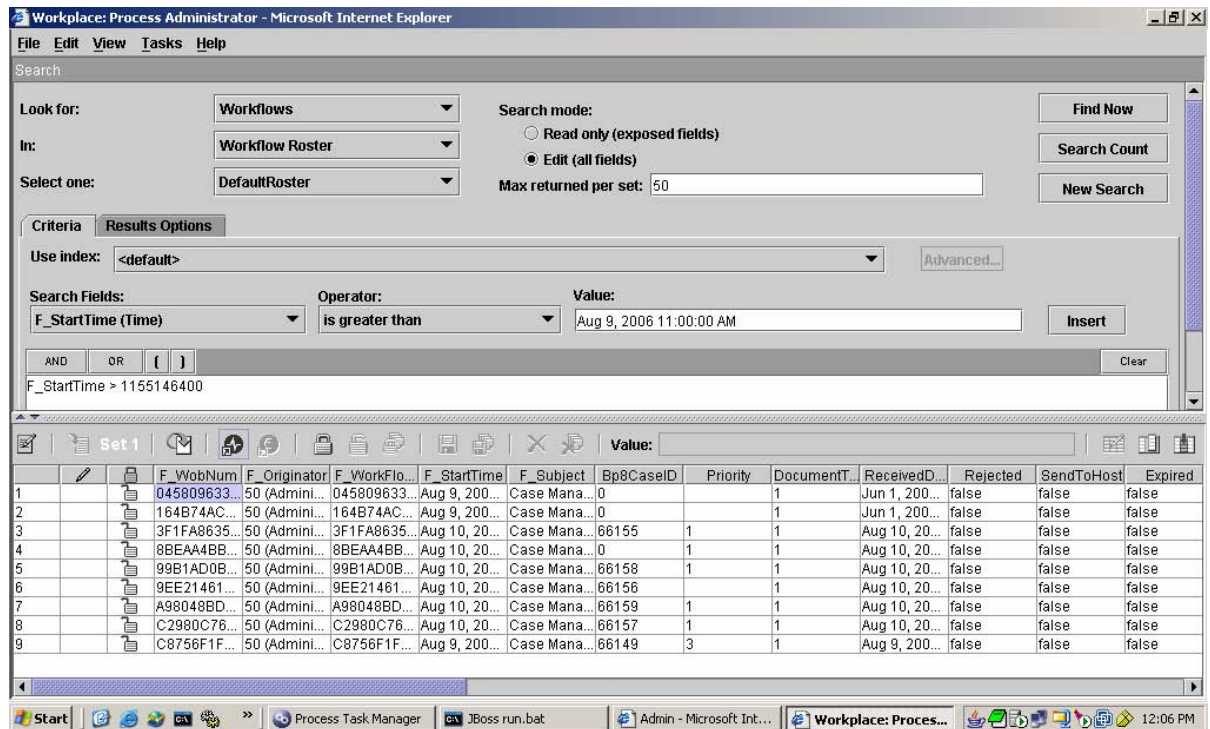 Workplace: Process Administrator - Microsoft Internet Explorer
File Edit View Tasks Help
Search
Look for: Workflows Search mode: Find Now
Read only (exposed fields)
In: Workflow Roster Search Count
Edit (all fields)
Select one: DefaultRoster Max returned per set: 50 New Search
Criteria Results Options
Use index: <default> Advanced...
Search Fields: Operator: Value:
F_StartTime (Time) is greater than Aug 9, 2006 11:00:00 AM Insert
AND OR ( ) Clear
F_StartTime > 1155146400
Set 1 Value:
F_WobNum F_Originator F_WorkFlo... F_StartTime F_Subject Bp8CaseID Priority DocumentT... ReceivedD... Rejected SendToHost Expired
1 045809633... 50 (Admini... 045809633... Aug 9, 200... Case Mana... 0 1 Jun 1, 200... false false false
2 164B74AC... 50 (Admini... 164B74AC... Aug 9, 200... Case Mana... 0 1 Jun 1, 200... false false false
3 3F1FA8635... 50 (Admini... 3F1FA8635... Aug 10, 20... Case Mana... 66155 1 1 Aug 10, 20... false false false
4 8BEAA4BB... 50 (Admini... 8BEAA4BB... Aug 10, 20... Case Mana... 0 1 1 Aug 10, 20... false false false
5 99B1AD0B... 50 (Admini... 99B1AD0B... Aug 10, 20... Case Mana... 66158 1 1 Aug 10, 20... false false false
6 9EE21461... 50 (Admini... 9EE21461... Aug 10, 20... Case Mana... 66156 1 Aug 10, 20... false false false
7 A98048BD... 50 (Admini... A98048BD... Aug 10, 20... Case Mana... 66159 1 1 Aug 10, 20... false false false
8 C2980C76... 50 (Admini... C2980C76... Aug 10, 20... Case Mana... 66157 1 1 Aug 10, 20... false false false
9 C8756F1F... 50 (Admini... C8756F1F... Aug 9, 200... Case Mana... 66149 3 1 Aug 9, 200... false false false
Start » Process Task Manager JBoss run.bat Admin - Microsoft Int... Workplace: Proces... 12:06 PM